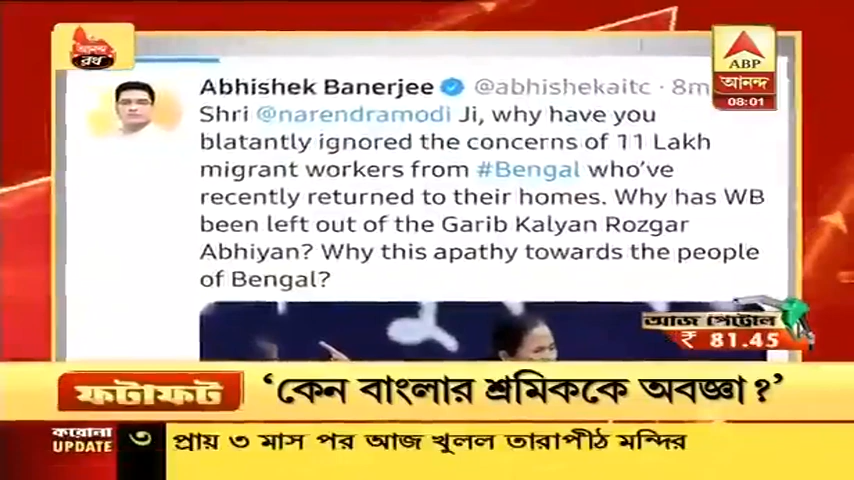 আনন্দ
রথ
ABP
আনন্দ
08:01
Abhishek Banerjee @abhishekaitc · 8m
Shri @narendramodi Ji, why have you
blatantly ignored the concerns of 11 Lakh
migrant workers from #Bengal who've
recently returned to their homes. Why has WB
been left out of the Garib Kalyan Rozgar
Abhiyan? Why this apathy towards the people
of Bengal?
আজ পেট্রোল
₹ 81.45
ফটাফট
‘কেন বাংলার শ্রমিককে অবজ্ঞা?’
করোনা
UPDATE
৩ প্রায় ৩ মাস পর আজ খুলল তারাপীঠ মন্দির